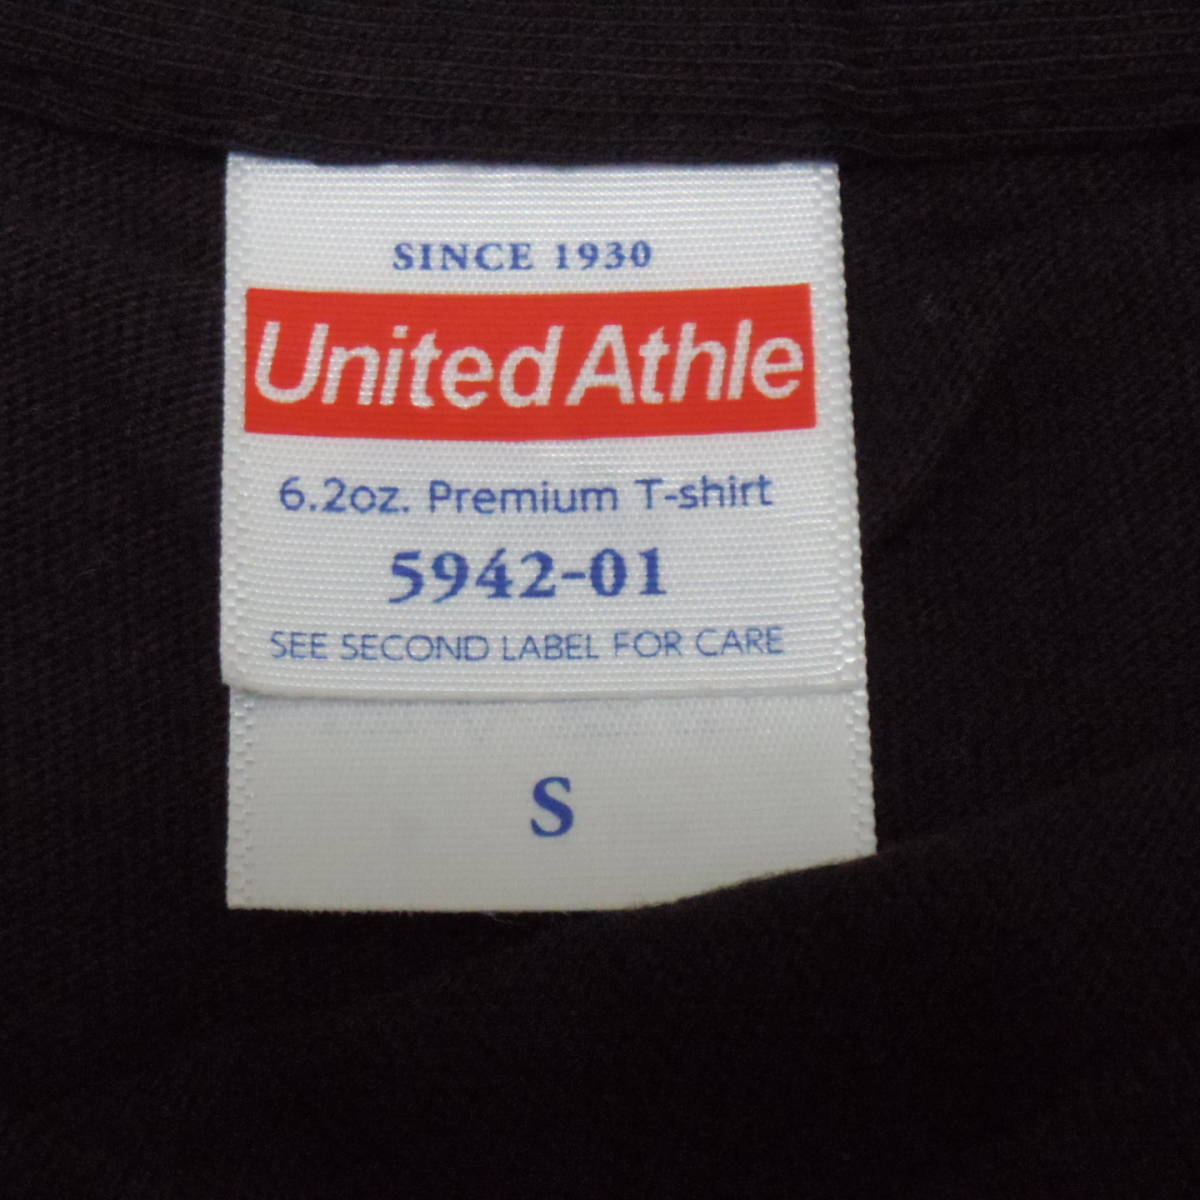 SINCE 1930
United Athle
6.2oz. Premium T-shirt
5942-01
SEE SECOND LABEL FOR CARE
S